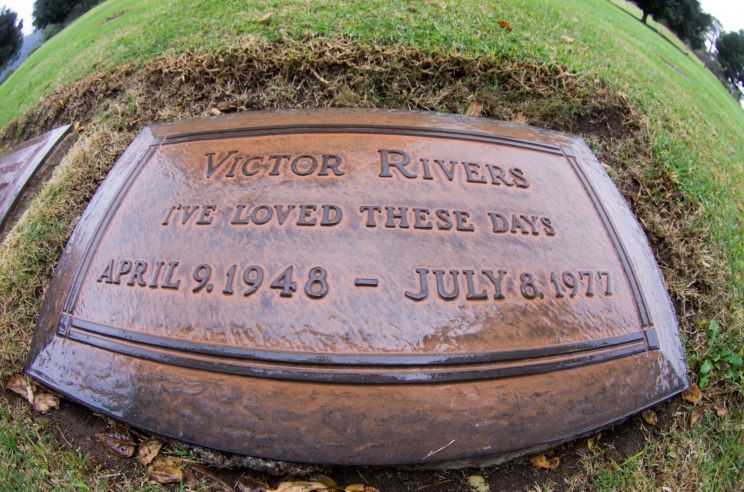 VICTOR RIVERS
I'VE LOVED THESE DAYS
APRIL 9, 1948 – JULY 8, 1977